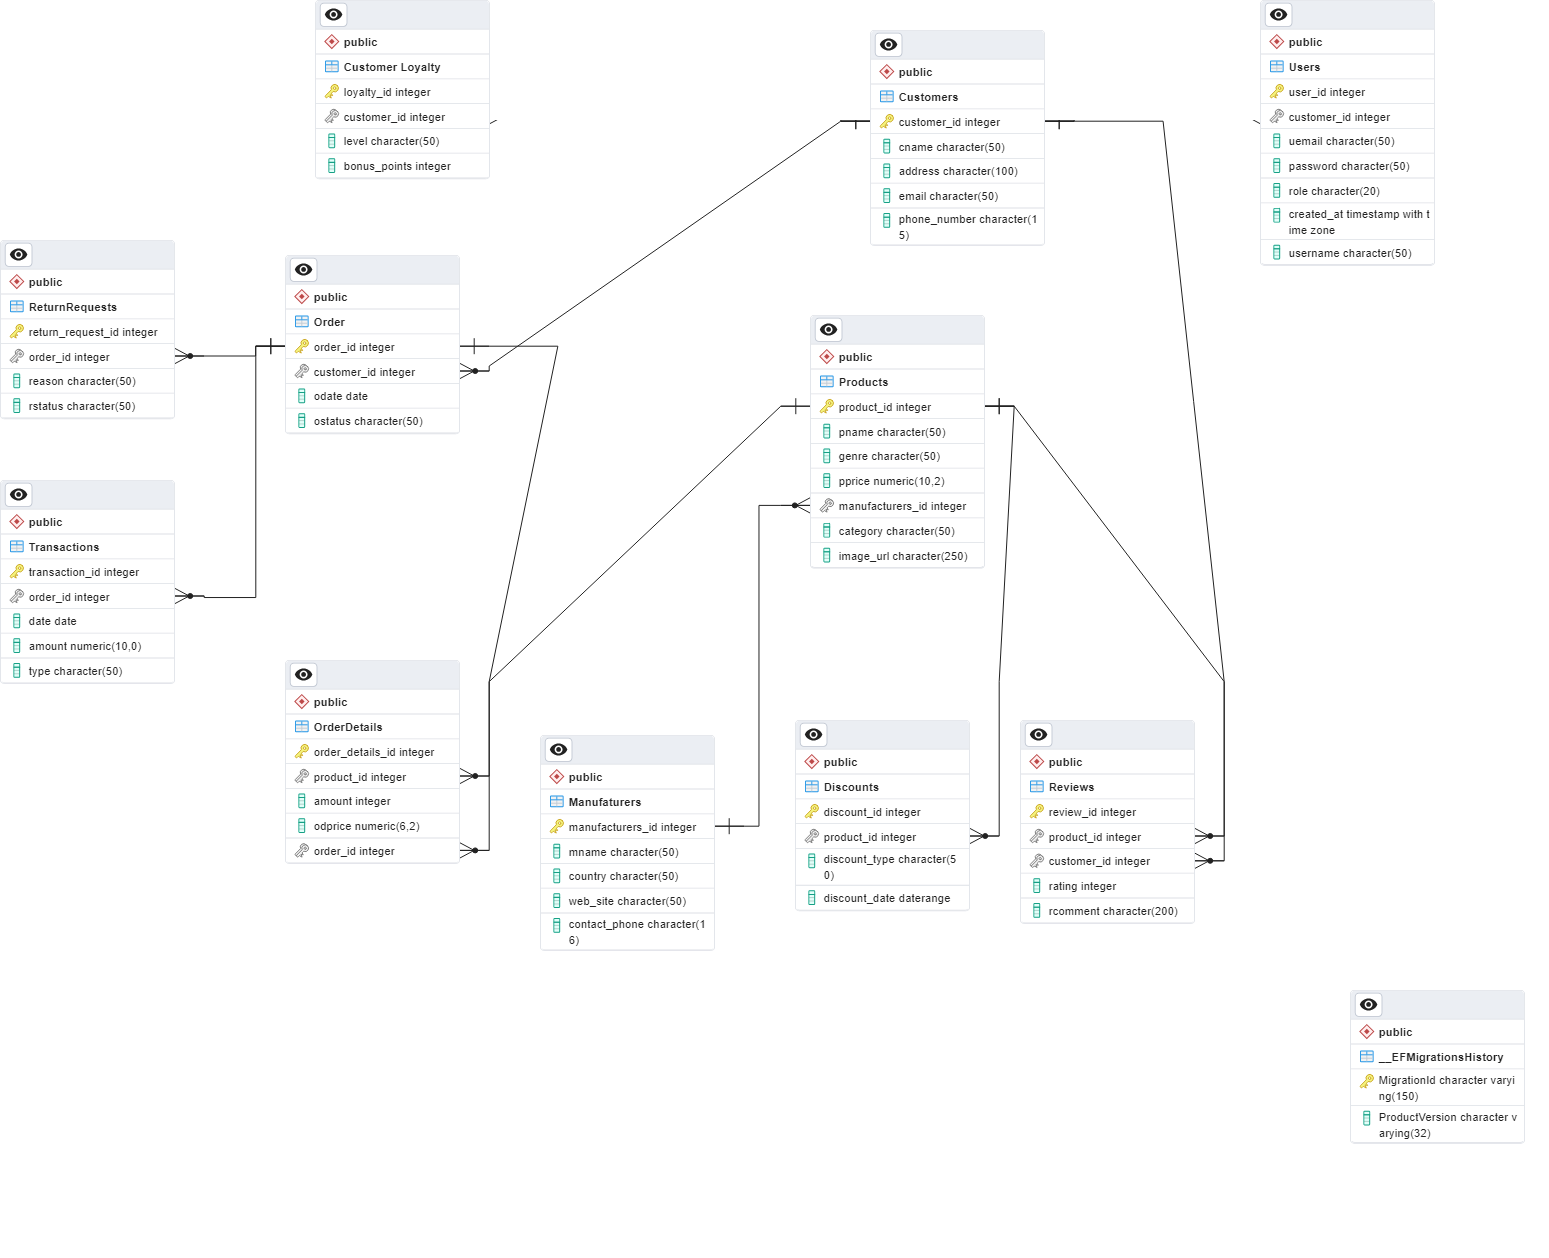 public
Customer Loyalty
loyalty_id integer
customer_id integer
level character(50)
bonus_points integer
public
Customers
customer_id integer
cname character(50)
address character(100)
email character(50)
phone_number character(1
5)
public
Users
user_id integer
customer_id integer
uemail character(50)
password character(50)
role character(20)
created_at timestamp with t
ime zone
username character(50)
public
ReturnRequests
return_request_id integer
order_id integer
reason character(50)
rstatus character(50)
public
Order
order_id integer
customer_id integer
odate date
ostatus character(50)
public
Products
product_id integer
pname character(50)
genre character(50)
pprice numeric(10,2)
manufacturers_id integer
category character(50)
image_url character(250)
public
Transactions
transaction_id integer
order_id integer
date date
amount numeric(10,0)
type character(50)
public
OrderDetails
order_details_id integer
product_id integer
amount integer
odprice numeric(6,2)
order_id integer
public
Manufaturers
manufacturers_id integer
mname character(50)
country character(50)
web_site character(50)
contact_phone character(1
6)
public
Discounts
discount_id integer
product_id integer
discount_type character(5
0)
discount_date daterange
public
Reviews
review_id integer
product_id integer
customer_id integer
rating integer
rcomment character(200)
public
__EFMigrationsHistory
MigrationId character varyi
ng(150)
ProductVersion character v
arying(32)